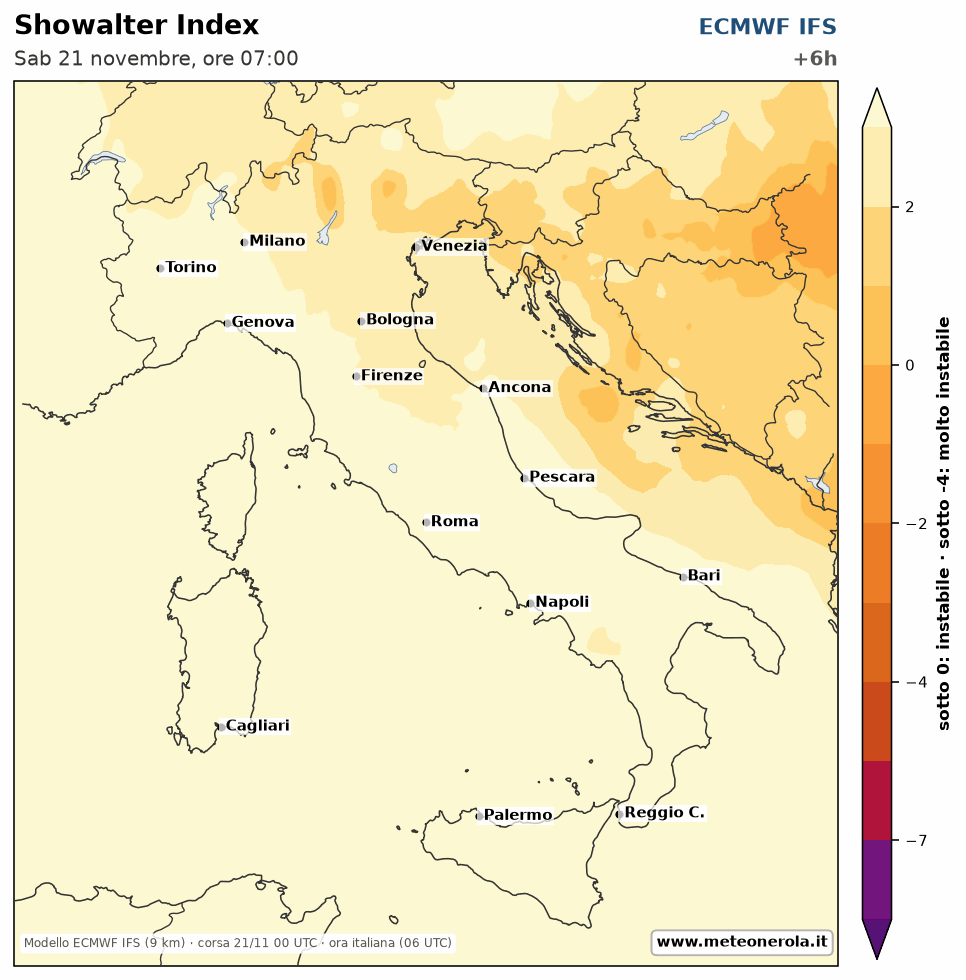 Showalter Index
ECMWF IFS
Sab 21 novembre, ore 07:00
+6h
Milano
Venezia
Torino
Genova
Bologna
Firenze
Ancona
Pescara
Roma
Bari
Napoli
Cagliari
Palermo
Reggio C.
2
0
−2
−4
−7
sotto 0: instabile · sotto -4: molto instabile
Modello ECMWF IFS (9 km) · corsa 21/11 00 UTC · ora italiana (06 UTC)
www.meteonerola.it